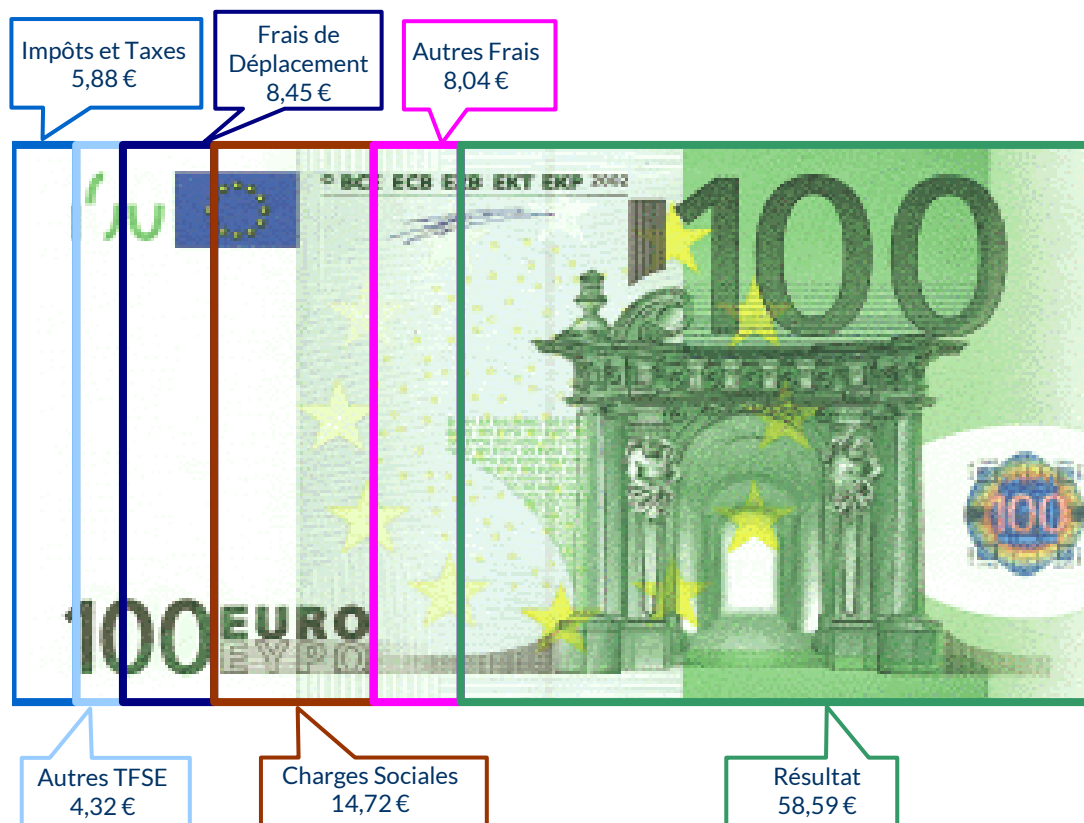 Impôts et Taxes
5,88 €
Frais de
Déplacement
8,45 €
Autres Frais
8,04 €
© BCE ECB EZB EKT EKP 2002
100
100
100 EURO
ΕΥΡΩ
Autres TFSE
4,32 €
Charges Sociales
14,72 €
Résultat
58,59 €